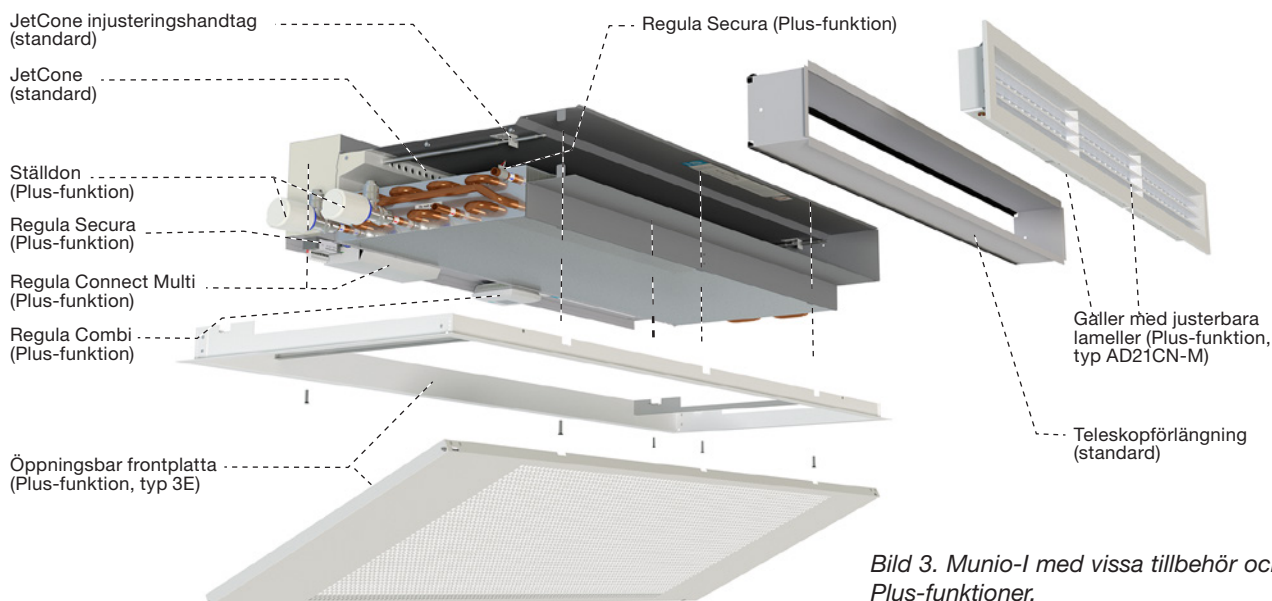 JetCone injusteringshandtag
(standard)
JetCone
(standard)
Ställdon
(Plus-funktion)
Regula Secura
(Plus-funktion)
Regula Connect Multi
(Plus-funktion)
Regula Combi
(Plus-funktion)
Öppningsbar frontplatta
(Plus-funktion, typ 3E)
Regula Secura (Plus-funktion)
Galler med justerbara
lameller (Plus-funktion,
typ AD21CN-M)
Teleskopförlängning
(standard)
Bild 3. Munio-I med vissa tillbehör oc
Plus-funktioner.